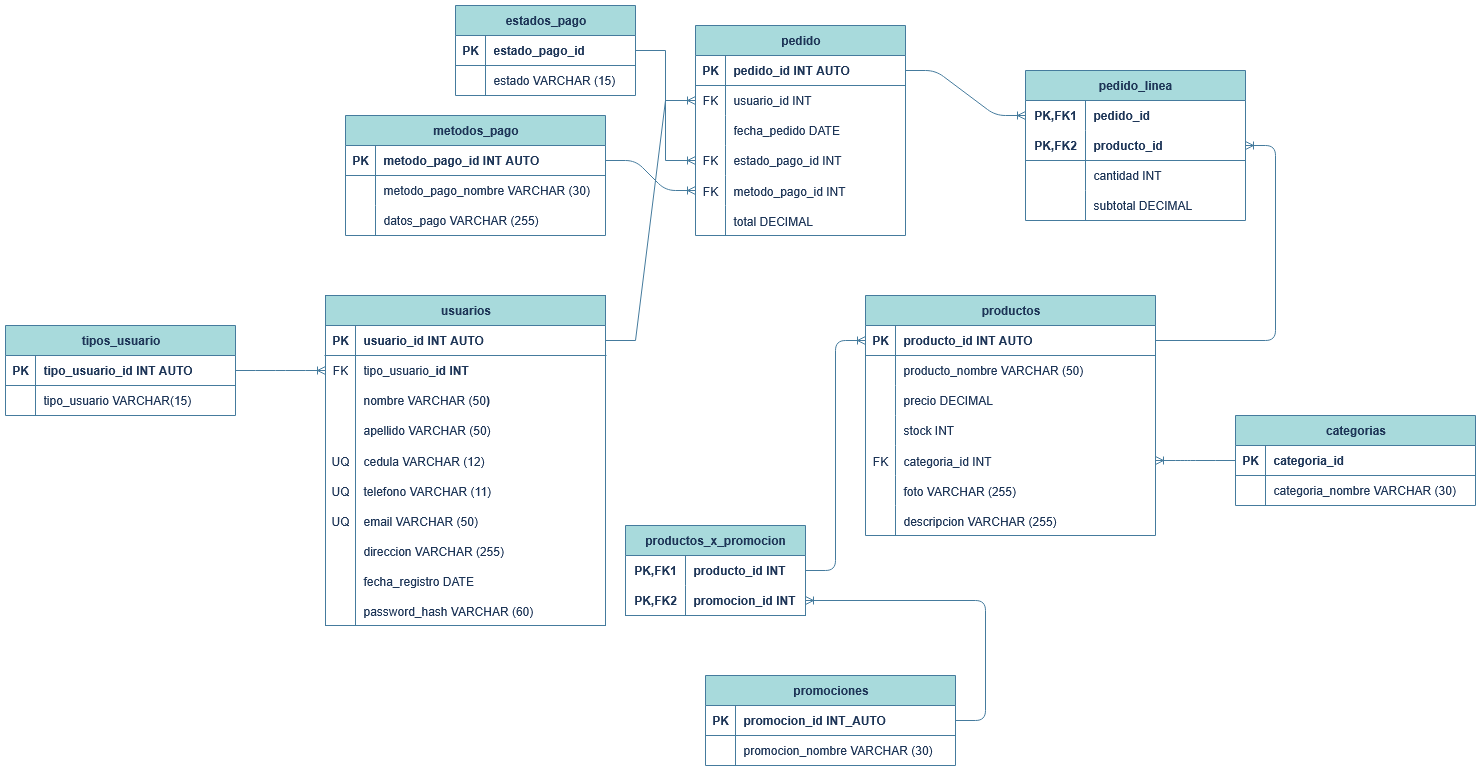 estados_pago
PK estado_pago_id
estado VARCHAR (15)
metodos_pago
PK metodo_pago_id INT AUTO
metodo_pago_nombre VARCHAR (30)
datos_pago VARCHAR (255)
pedido
PK pedido_id INT AUTO
FK usuario_id INT
fecha_pedido DATE
FK estado_pago_id INT
FK metodo_pago_id INT
total DECIMAL
pedido_linea
PK,FK1 pedido_id
PK,FK2 producto_id
cantidad INT
subtotal DECIMAL
tipos_usuario
PK tipo_usuario_id INT AUTO
tipo_usuario VARCHAR(15)
usuarios
PK usuario_id INT AUTO
FK tipo_usuario_id INT
nombre VARCHAR (50)
apellido VARCHAR (50)
UQ cedula VARCHAR (12)
UQ telefono VARCHAR (11)
UQ email VARCHAR (50)
direccion VARCHAR (255)
fecha_registro DATE
password_hash VARCHAR (60)
productos
PK producto_id INT AUTO
producto_nombre VARCHAR (50)
precio DECIMAL
stock INT
FK categoria_id INT
foto VARCHAR (255)
descripcion VARCHAR (255)
categorias
PK categoria_id
categoria_nombre VARCHAR (30)
productos_x_promocion
PK,FK1 producto_id INT
PK,FK2 promocion_id INT
promociones
PK promocion_id INT_AUTO
promocion_nombre VARCHAR (30)